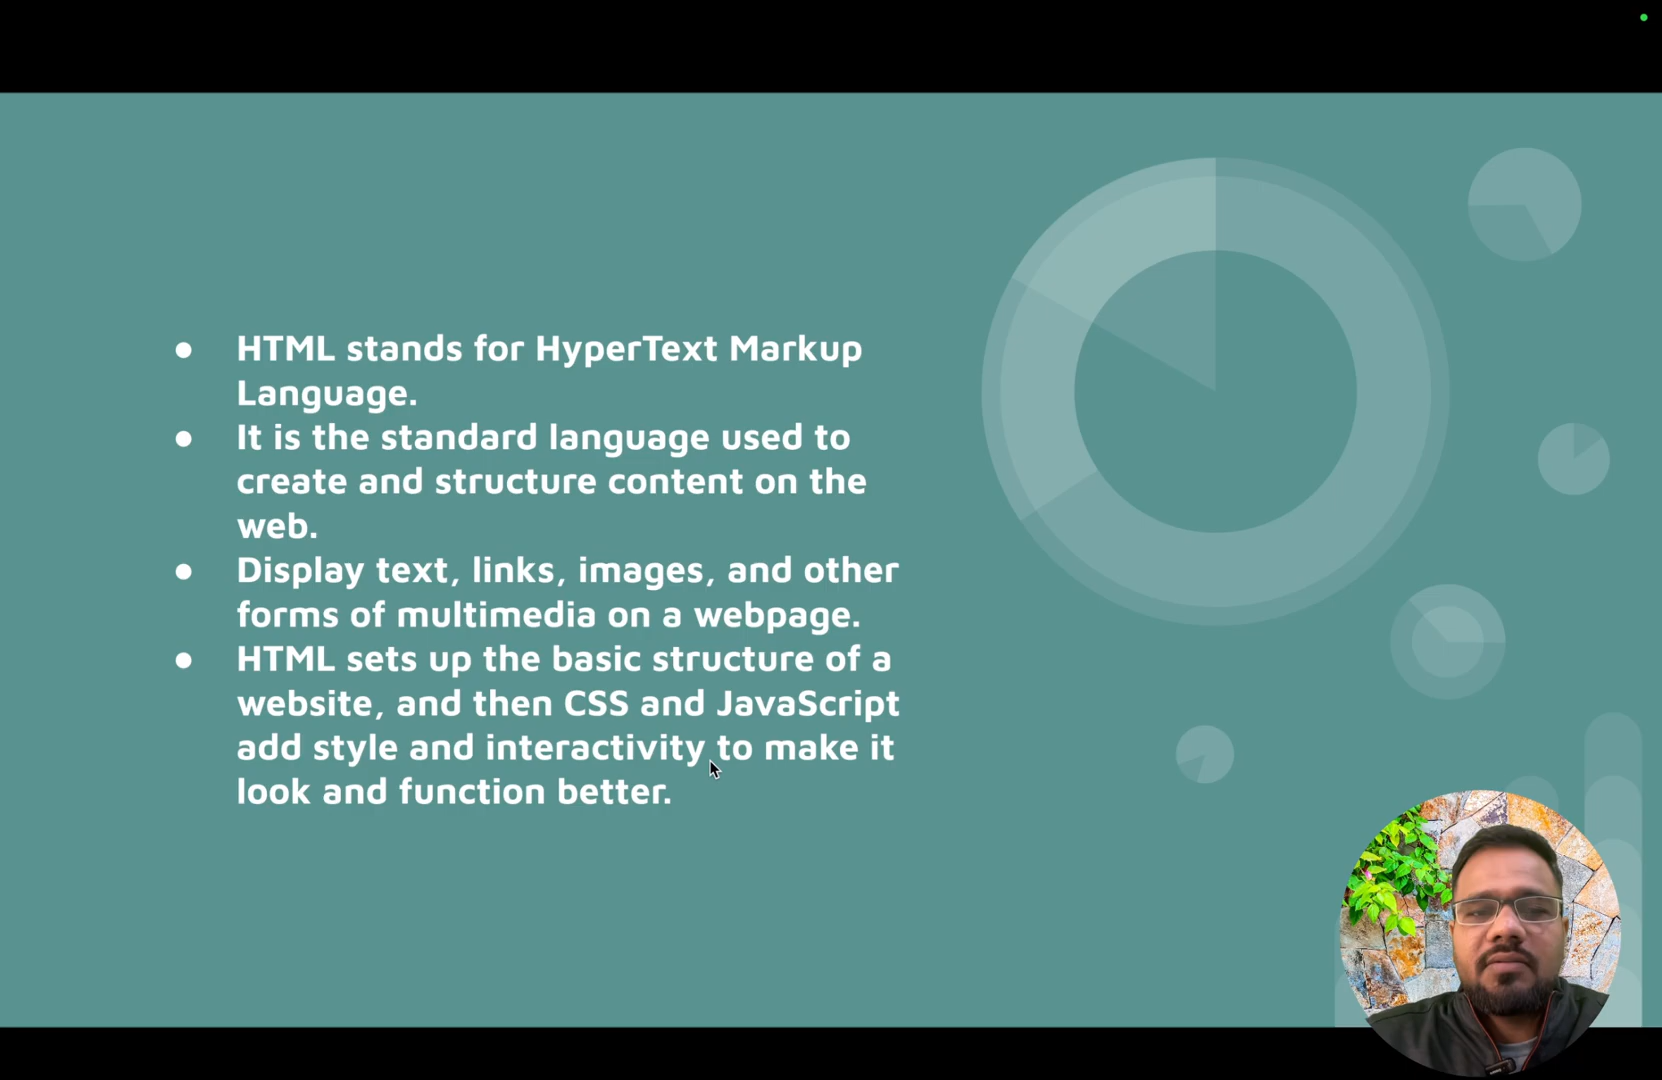 ● HTML stands for HyperText Markup
Language.
● It is the standard language used to
create and structure content on the
web.
● Display text, links, images, and other
forms of multimedia on a webpage.
● HTML sets up the basic structure of a
website, and then CSS and JavaScript
add style and interactivity to make it
look and function better.